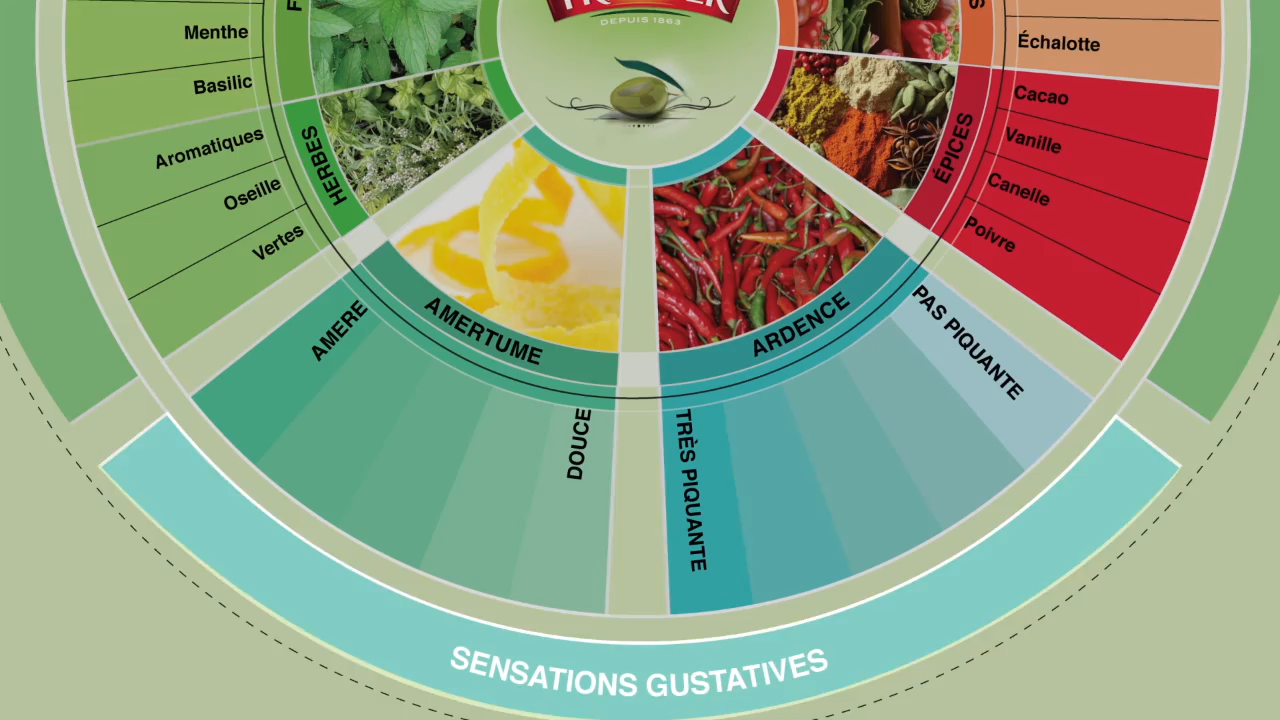 DEPUIS 1863
Menthe
Basilic
Aromatiques
Oseille
Vertes
HERBES
Échalotte
Cacao
Vanille
Canelle
Poivre
ÉPICES
AMERTUME
AMERE
DOUCE
ARDENCE
TRÈS PIQUANTE
PAS PIQUANTE
SENSATIONS GUSTATIVES